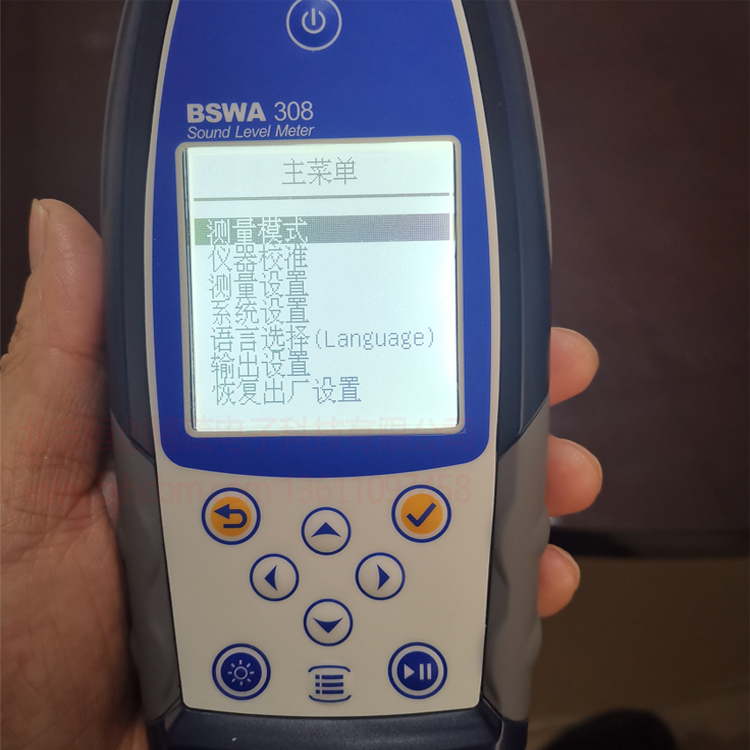 BSWA 308
Sound Level Meter
主菜单
测量模式
仪器校准
测量设置
系统设置
语言选择(Language)
输出设置
恢复出厂设置